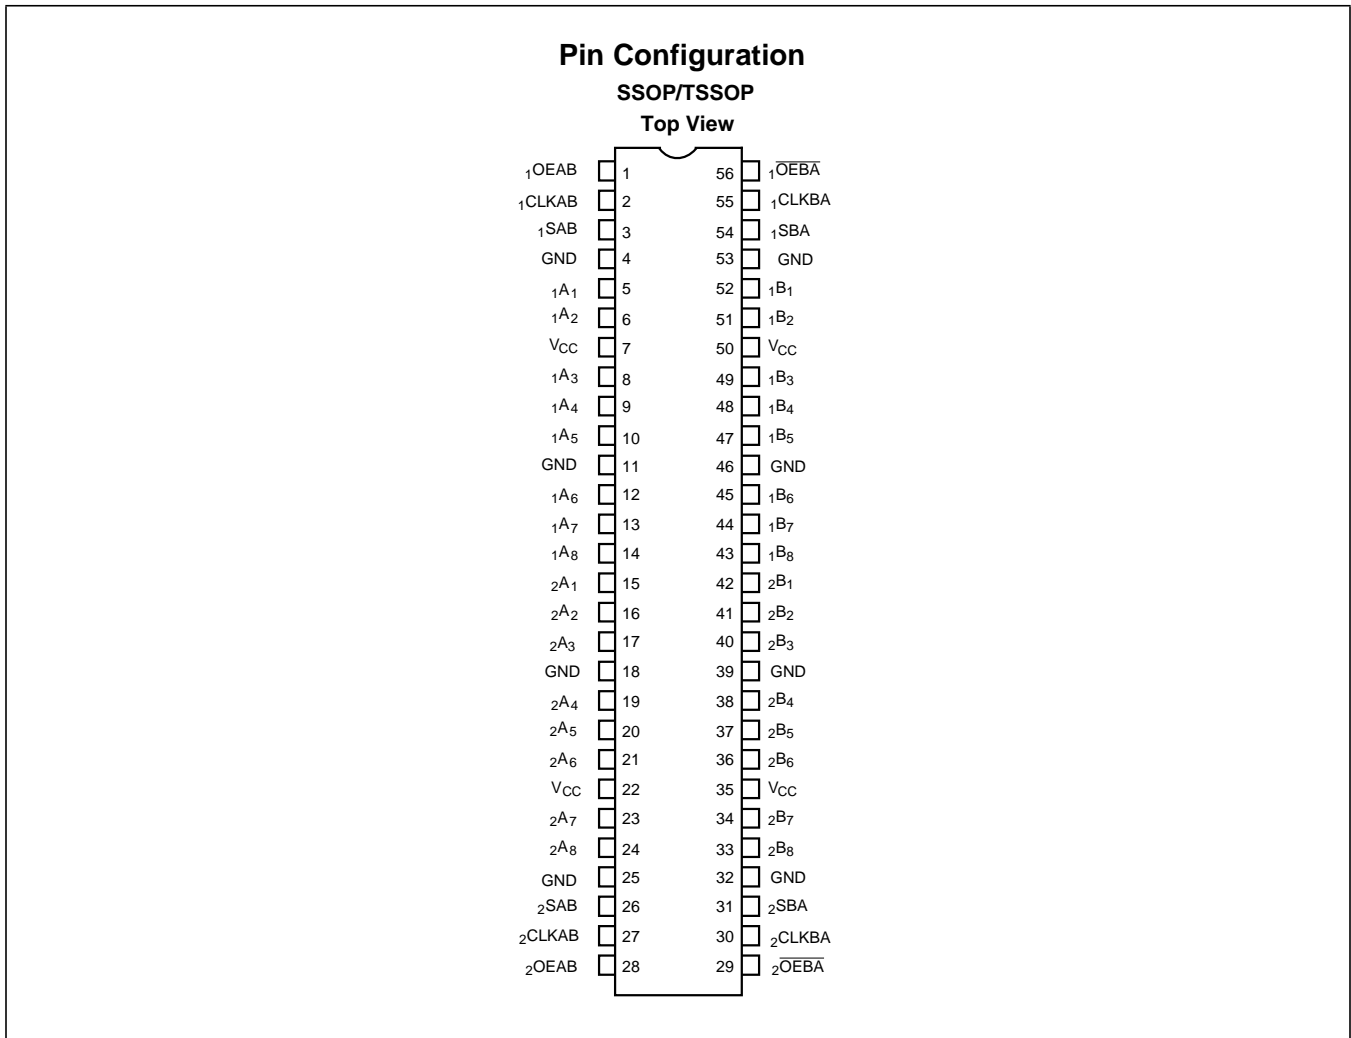 Pin Configuration
SSOP/TSSOP
Top View
1OEAB 1 56 1OEBA
1CLKAB 2 55 1CLKBA
1SAB 3 54 1SBA
GND 4 53 GND
1A1 5 52 1B1
1A2 6 51 1B2
VCC 7 50 VCC
1A3 8 49 1B3
1A4 9 48 1B4
1A5 10 47 1B5
GND 11 46 GND
1A6 12 45 1B6
1A7 13 44 1B7
1A8 14 43 1B8
2A1 15 42 2B1
2A2 16 41 2B2
2A3 17 40 2B3
GND 18 39 GND
2A4 19 38 2B4
2A5 20 37 2B5
2A6 21 36 2B6
VCC 22 35 VCC
2A7 23 34 2B7
2A8 24 33 2B8
GND 25 32 GND
2SAB 26 31 2SBA
2CLKAB 27 30 2CLKBA
2OEAB 28 29 2OEBA